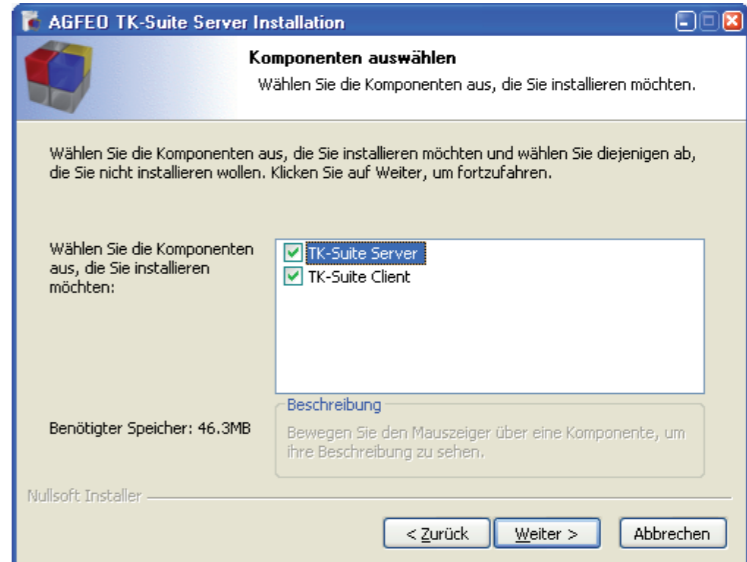 AGFEO TK-Suite Server Installation
Komponenten auswählen
Wählen Sie die Komponenten aus, die Sie installieren möchten.
Wählen Sie die Komponenten aus, die Sie installieren möchten und wählen Sie diejenigen ab,
die Sie nicht installieren wollen. Klicken Sie auf Weiter, um fortzufahren.
Wählen Sie die Komponenten
aus, die Sie installieren
möchten:
TK-Suite Server
TK-Suite Client
Benötigter Speicher: 46.3MB
Beschreibung
Bewegen Sie den Mauszeiger über eine Komponente, um
ihre Beschreibung zu sehen.
Nullsoft Installer
< Zurück
Weiter >
Abbrechen